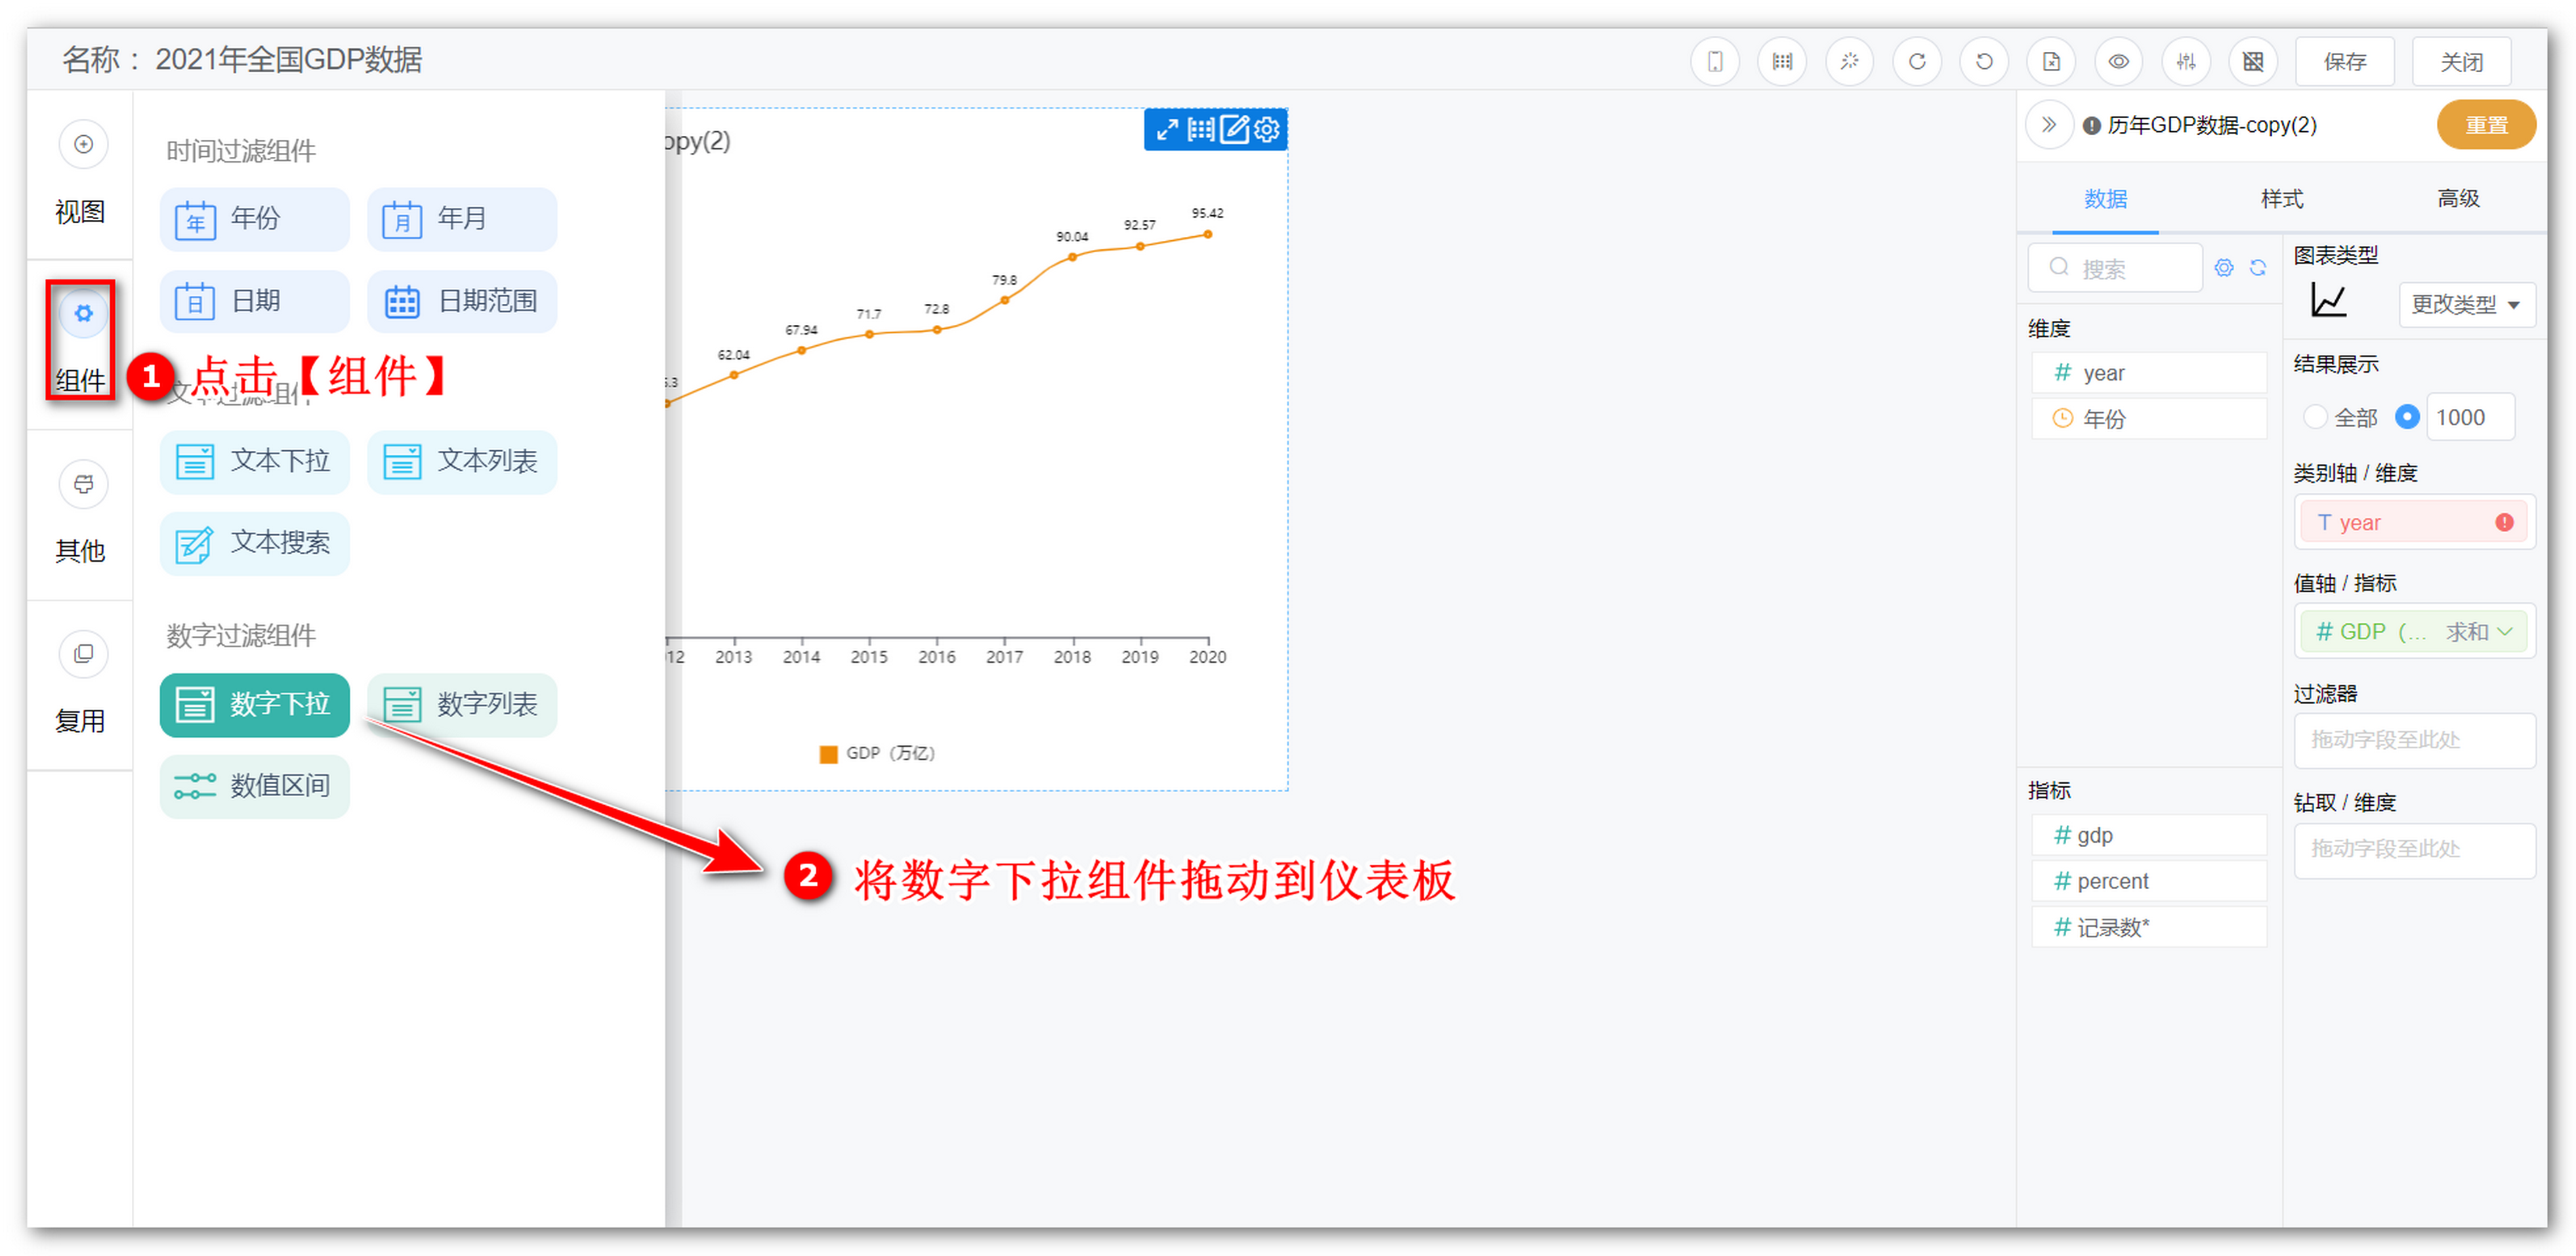 名称： 2021年全国GDP数据
保存
关闭
视图
组件
其他
复用
时间过滤组件
年 年份
月 年月
日 日期
日期范围
1 点击【组件】
文本过滤组件
文本下拉
文本列表
文本搜索
数字过滤组件
数字下拉
数字列表
数值区间
2 将数字下拉组件拖动到仪表板
opy(2)
5.3
62.04
67.94
71.7
72.8
79.8
90.04
92.57
95.42
12 2013 2014 2015 2016 2017 2018 2019 2020
GDP（万亿）
历年GDP数据-copy(2)
重置
数据
样式
高级
搜索
维度
# year
年份
指标
# gdp
# percent
# 记录数*
图表类型
更改类型
结果展示
全部
1000
类别轴 / 维度
T year
值轴 / 指标
# GDP（... 求和
过滤器
拖动字段至此处
钻取 / 维度
拖动字段至此处